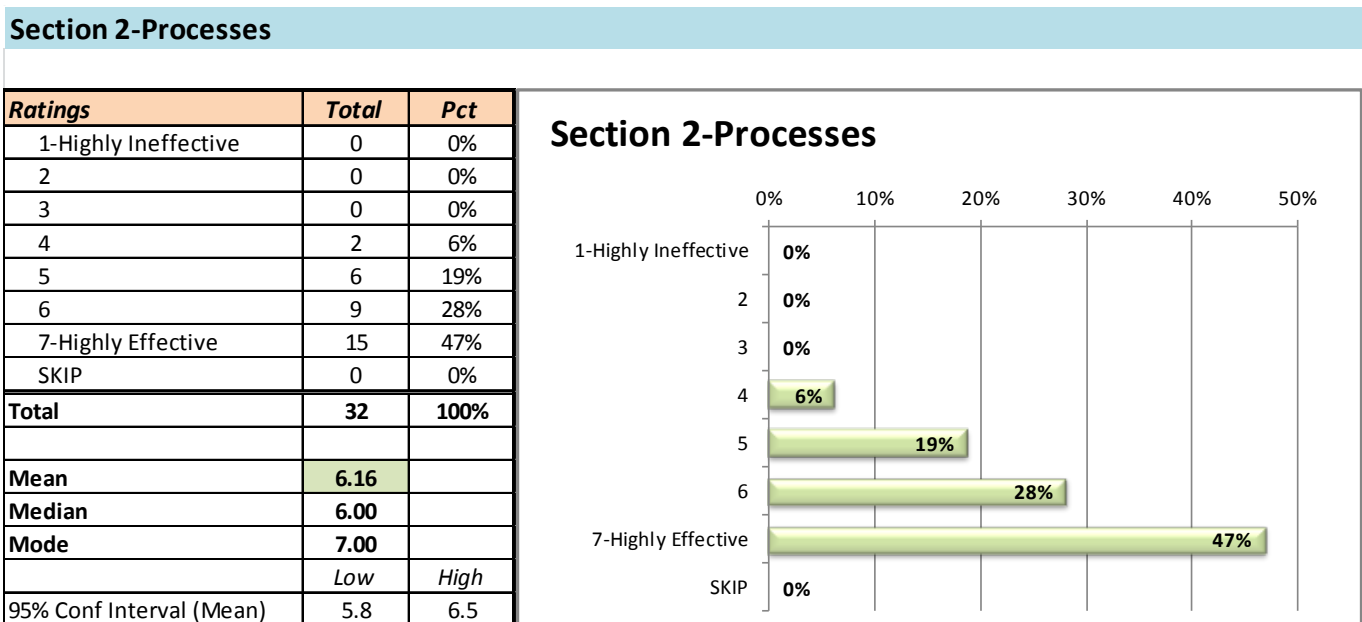 Section 2-Processes
Ratings Total Pct
1-Highly Ineffective 0 0%
2 0 0%
3 0 0%
4 2 6%
5 6 19%
6 9 28%
7-Highly Effective 15 47%
SKIP 0 0%
Total 32 100%
Mean 6.16
Median 6.00
Mode 7.00
Low High
95% Conf Interval (Mean) 5.8 6.5
Section 2-Processes
0% 10% 20% 30% 40% 50%
1-Highly Ineffective 0%
2 0%
3 0%
4 6%
5 19%
6 28%
7-Highly Effective 47%
SKIP 0%